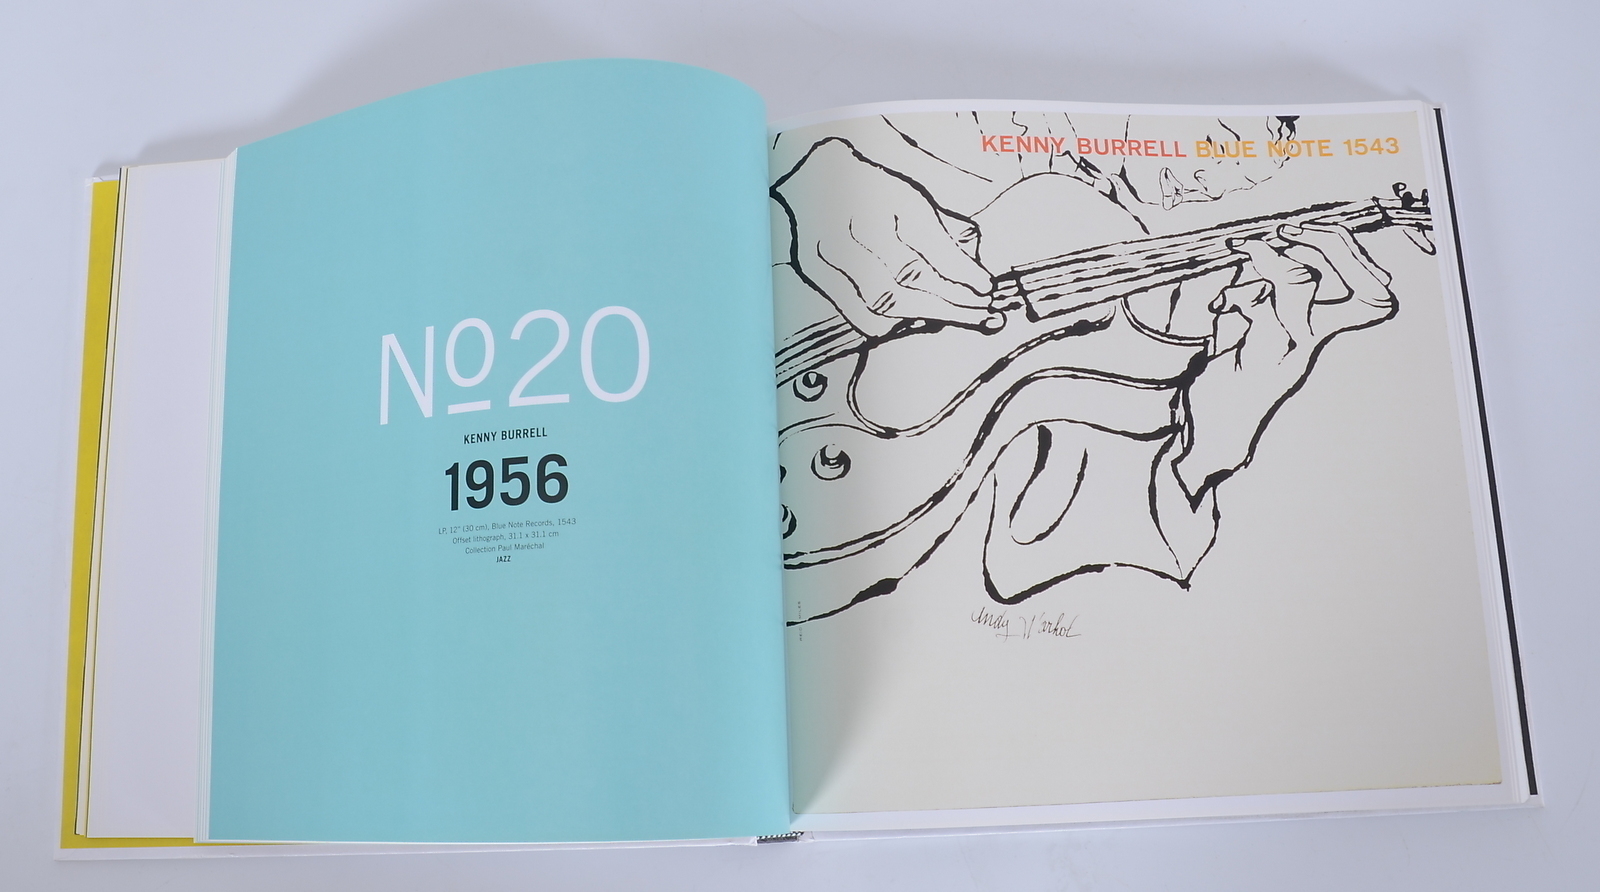 Nº20
KENNY BURRELL
1956
LP, 12" (30 cm), Blue Note Records, 1543
Offset lithograph, 31.1 x 31.1 cm
Collection Paul Maréchal
JAZZ
KENNY BURRELL BLUE NOTE 1543
Andy Warhol